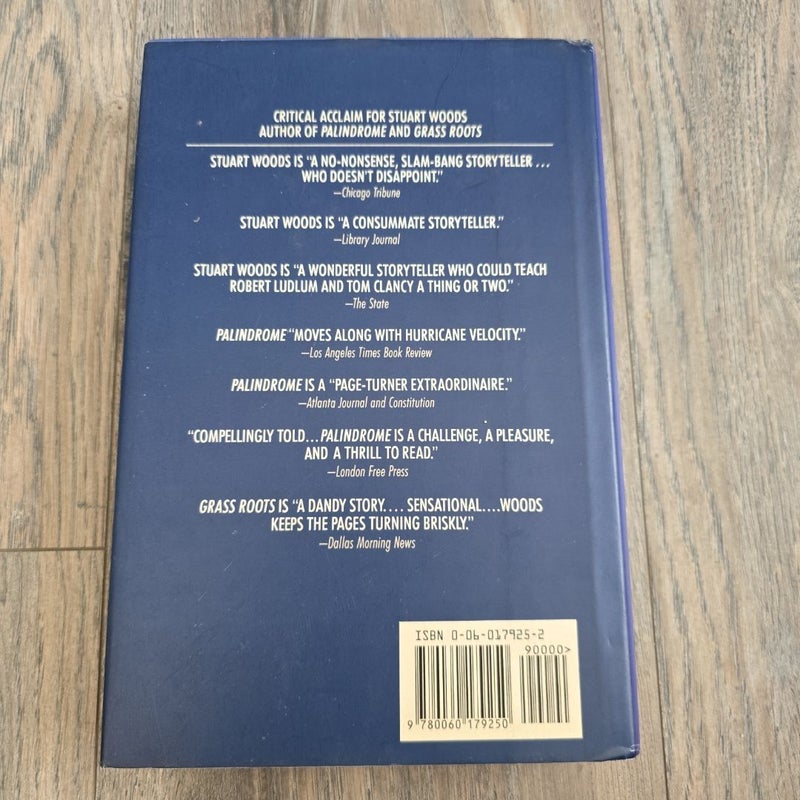 CRITICAL ACCLAIM FOR STUART WOODS
AUTHOR OF PALINDROME AND GRASS ROOTS
STUART WOODS IS "A NO-NONSENSE, SLAM-BANG STORYTELLER ...
WHO DOESN'T DISAPPOINT."
—Chicago Tribune
STUART WOODS IS "A CONSUMMATE STORYTELLER."
—Library Journal
STUART WOODS IS "A WONDERFUL STORYTELLER WHO COULD TEACH
ROBERT LUDLUM AND TOM CLANCY A THING OR TWO."
—The State
PALINDROME "MOVES ALONG WITH HURRICANE VELOCITY."
—Los Angeles Times Book Review
PALINDROME IS A "PAGE-TURNER EXTRAORDINAIRE."
—Atlanta Journal and Constitution
"COMPELLINGLY TOLD...PALINDROME IS A CHALLENGE, A PLEASURE,
AND A THRILL TO READ."
—London Free Press
GRASS ROOTS IS "A DANDY STORY.... SENSATIONAL....WOODS
KEEPS THE PAGES TURNING BRISKLY."
—Dallas Morning News
ISBN 0-06-017925-2
90000>
9 780060 179250